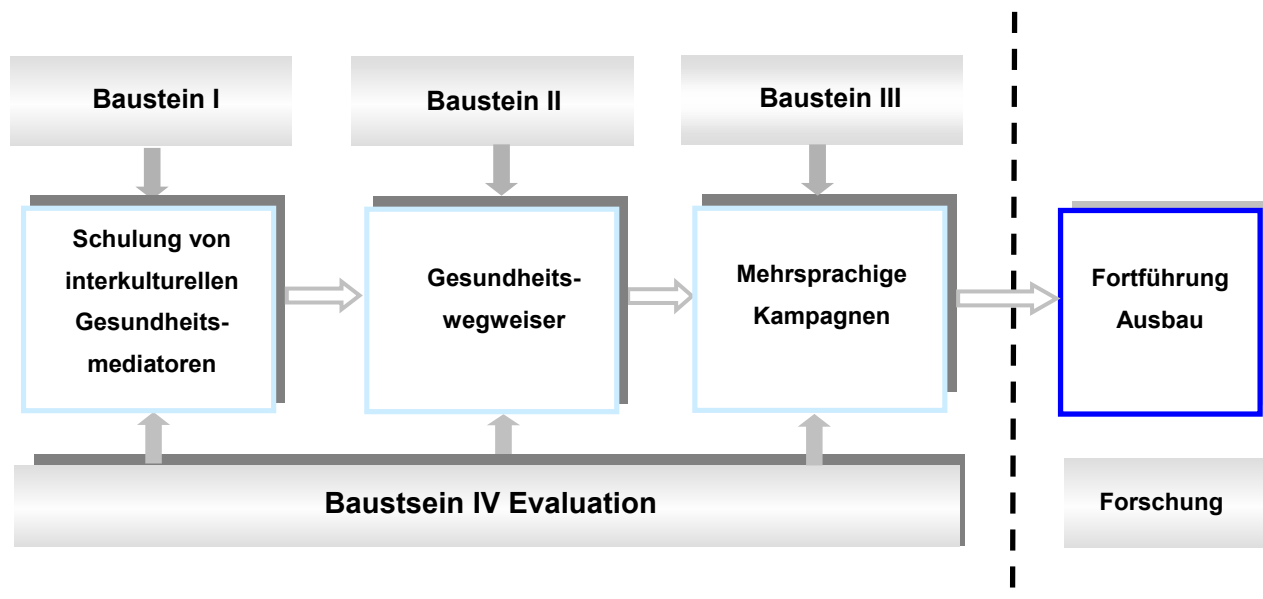 Baustein I
Baustein II
Baustein III
Schulung von
interkulturellen
Gesundheits-
mediatoren
Gesundheits-
wegweiser
Mehrsprachige
Kampagnen
Fortführung
Ausbau
Baustsein IV Evaluation
Forschung